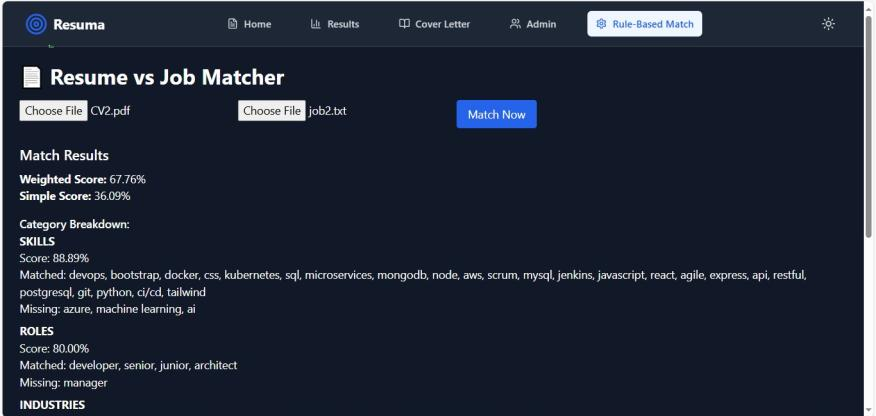 Resuma Home Results Cover Letter Admin Rule-Based Match
Resume vs Job Matcher
Choose File CV2.pdf Choose File job2.txt Match Now
Match Results
Weighted Score: 67.76%
Simple Score: 36.09%
Category Breakdown:
SKILLS
Score: 88.89%
Matched: devops, bootstrap, docker, css, kubernetes, sql, microservices, mongodb, node, aws, scrum, mysql, jenkins, javascript, react, agile, express, api, restful,
postgresql, git, python, ci/cd, tailwind
Missing: azure, machine learning, ai
ROLES
Score: 80.00%
Matched: developer, senior, junior, architect
Missing: manager
INDUSTRIES